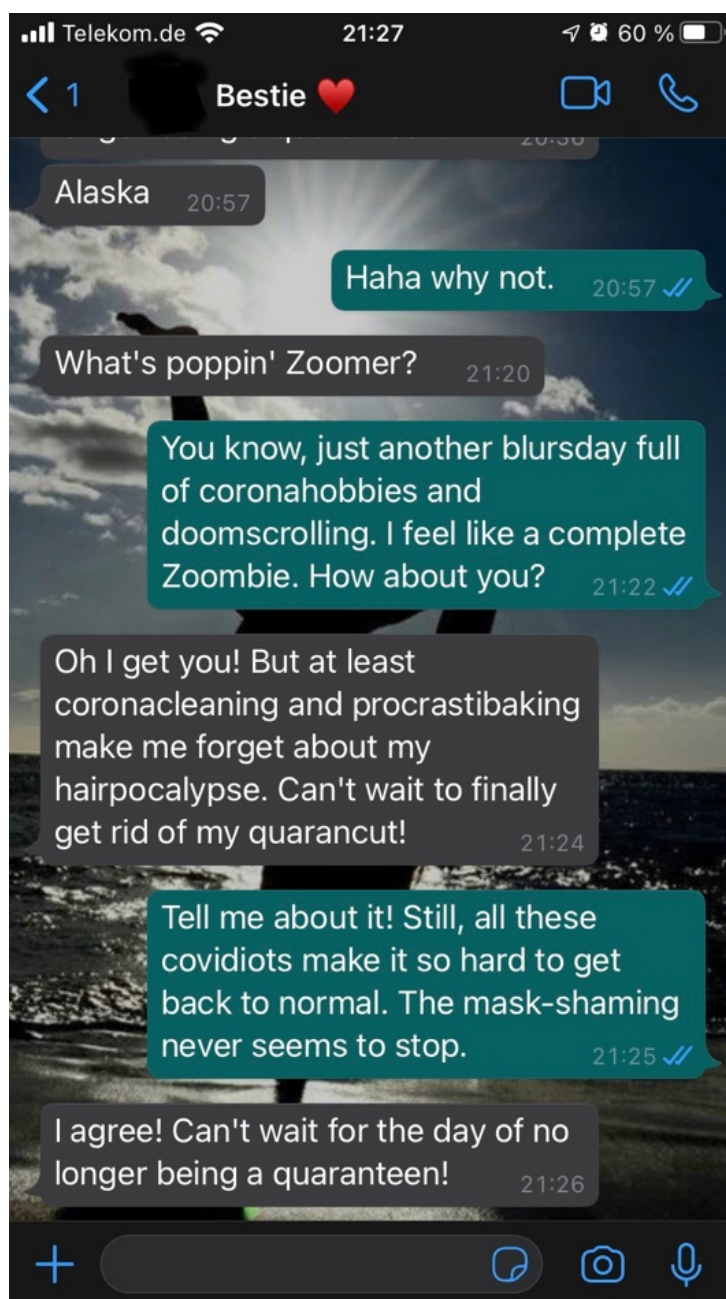 Telekom.de 21:27 60 %
1 Bestie ❤️
20:36
Alaska 20:57
Haha why not. 20:57
What's poppin' Zoomer? 21:20
You know, just another blursday full
of coronahobbies and
doomscrolling. I feel like a complete
Zoombie. How about you? 21:22
Oh I get you! But at least
coronacleaning and procrastibaking
make me forget about my
hairpocalypse. Can't wait to finally
get rid of my quarancut! 21:24
Tell me about it! Still, all these
covidiots make it so hard to get
back to normal. The mask-shaming
never seems to stop. 21:25
I agree! Can't wait for the day of no
longer being a quaranteen! 21:26